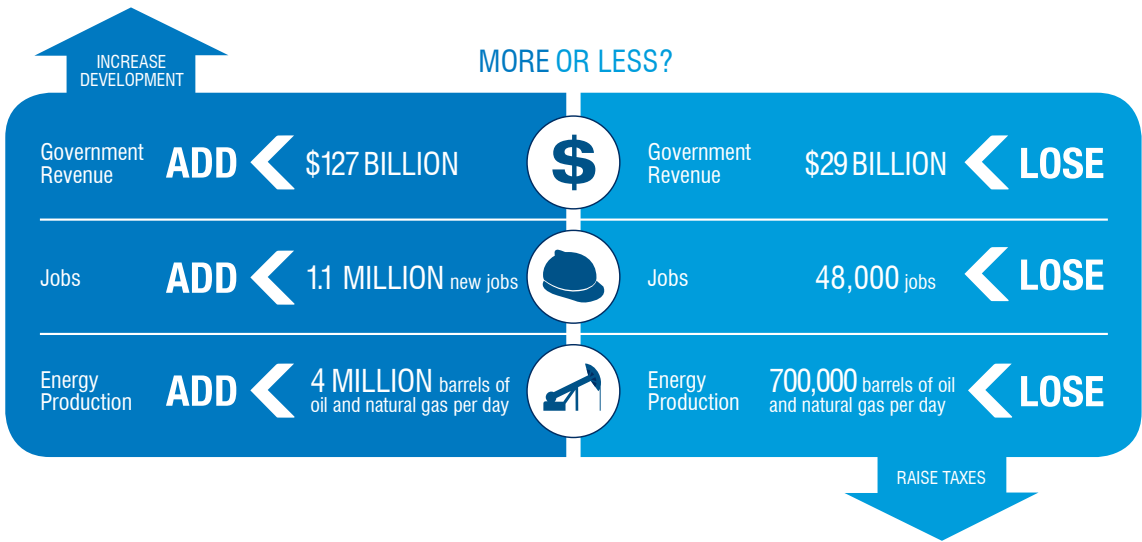 INCREASE
DEVELOPMENT
MORE OR LESS?
Government
Revenue
ADD
$127 BILLION
$
Government
Revenue
$29 BILLION
LOSE
Jobs
ADD
1.1 MILLION new jobs
Jobs
48,000 jobs
LOSE
Energy
Production
ADD
4 MILLION barrels of
oil and natural gas per day
Energy
Production
700,000 barrels of oil
and natural gas per day
LOSE
RAISE TAXES